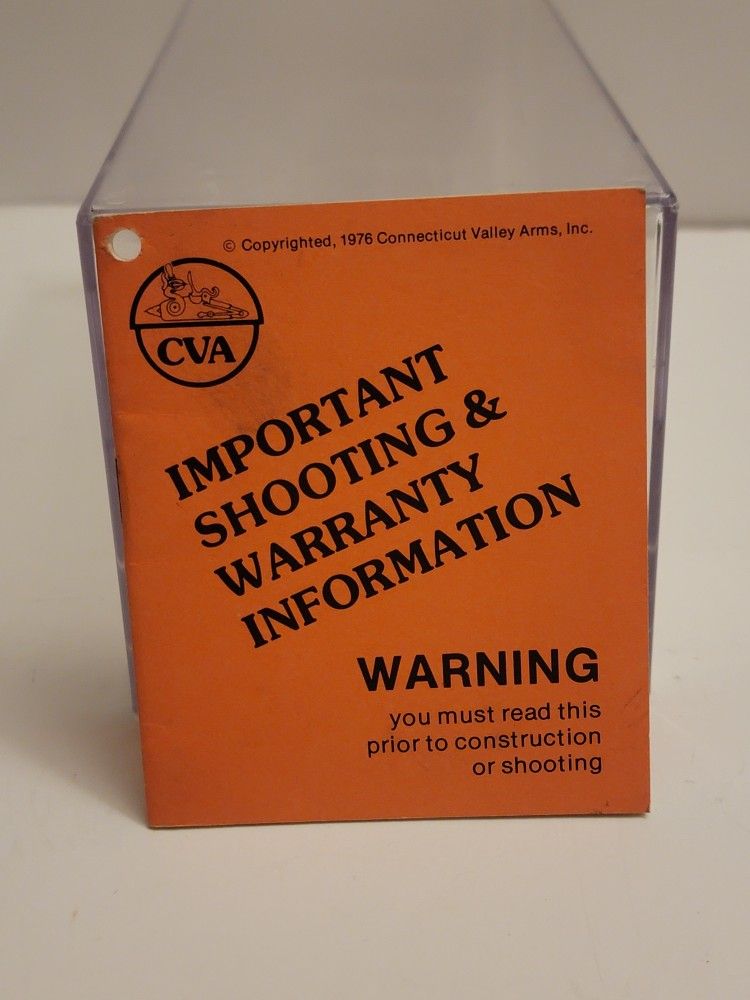 © Copyrighted, 1976 Connecticut Valley Arms, Inc.
CVA
IMPORTANT
SHOOTING &
WARRANTY
INFORMATION
WARNING
you must read this
prior to construction
or shooting